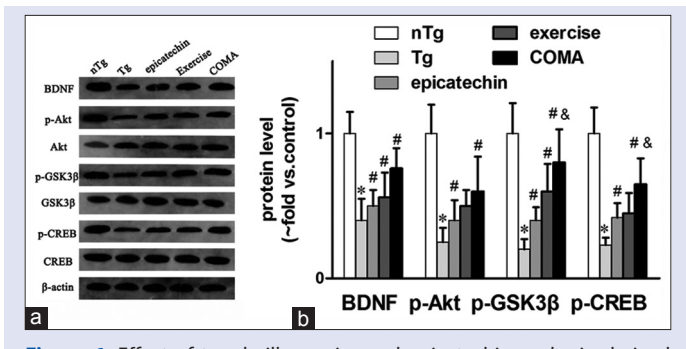 nTg Tg epicatechin Exercise COMA
BDNF
p-Akt
Akt
p-GSK3β
GSK3β
p-CREB
CREB
β-actin
a
nTg
Tg
epicatechin
exercise
COMA
protein level
(~fold vs.control)
1
0
* # # #
* # #
* # # # &
* # # &
BDNF p-Akt p-GSK3β p-CREB
b